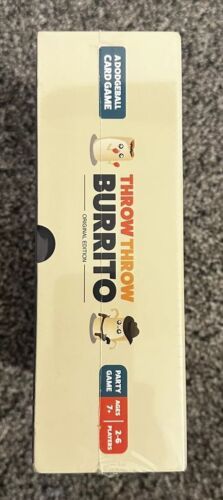 A DODGEBALL
CARD GAME
THROW THROW
BURRITO
ORIGINAL EDITION
PARTY
GAME
AGES
7+
2-6
PLAYERS